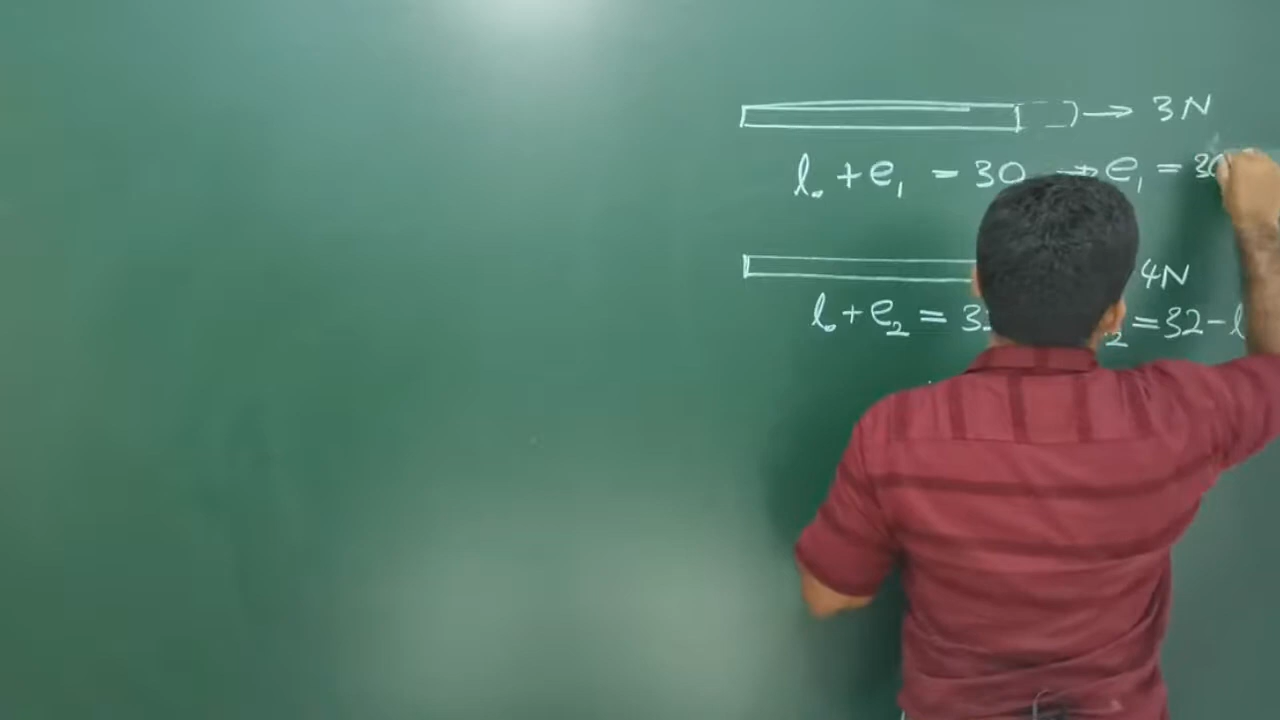 → 3N
l₀ + e₁ = 30 → e₁ = 30
4N
l₀ + e₂ = 3 ₂ = 32 - l